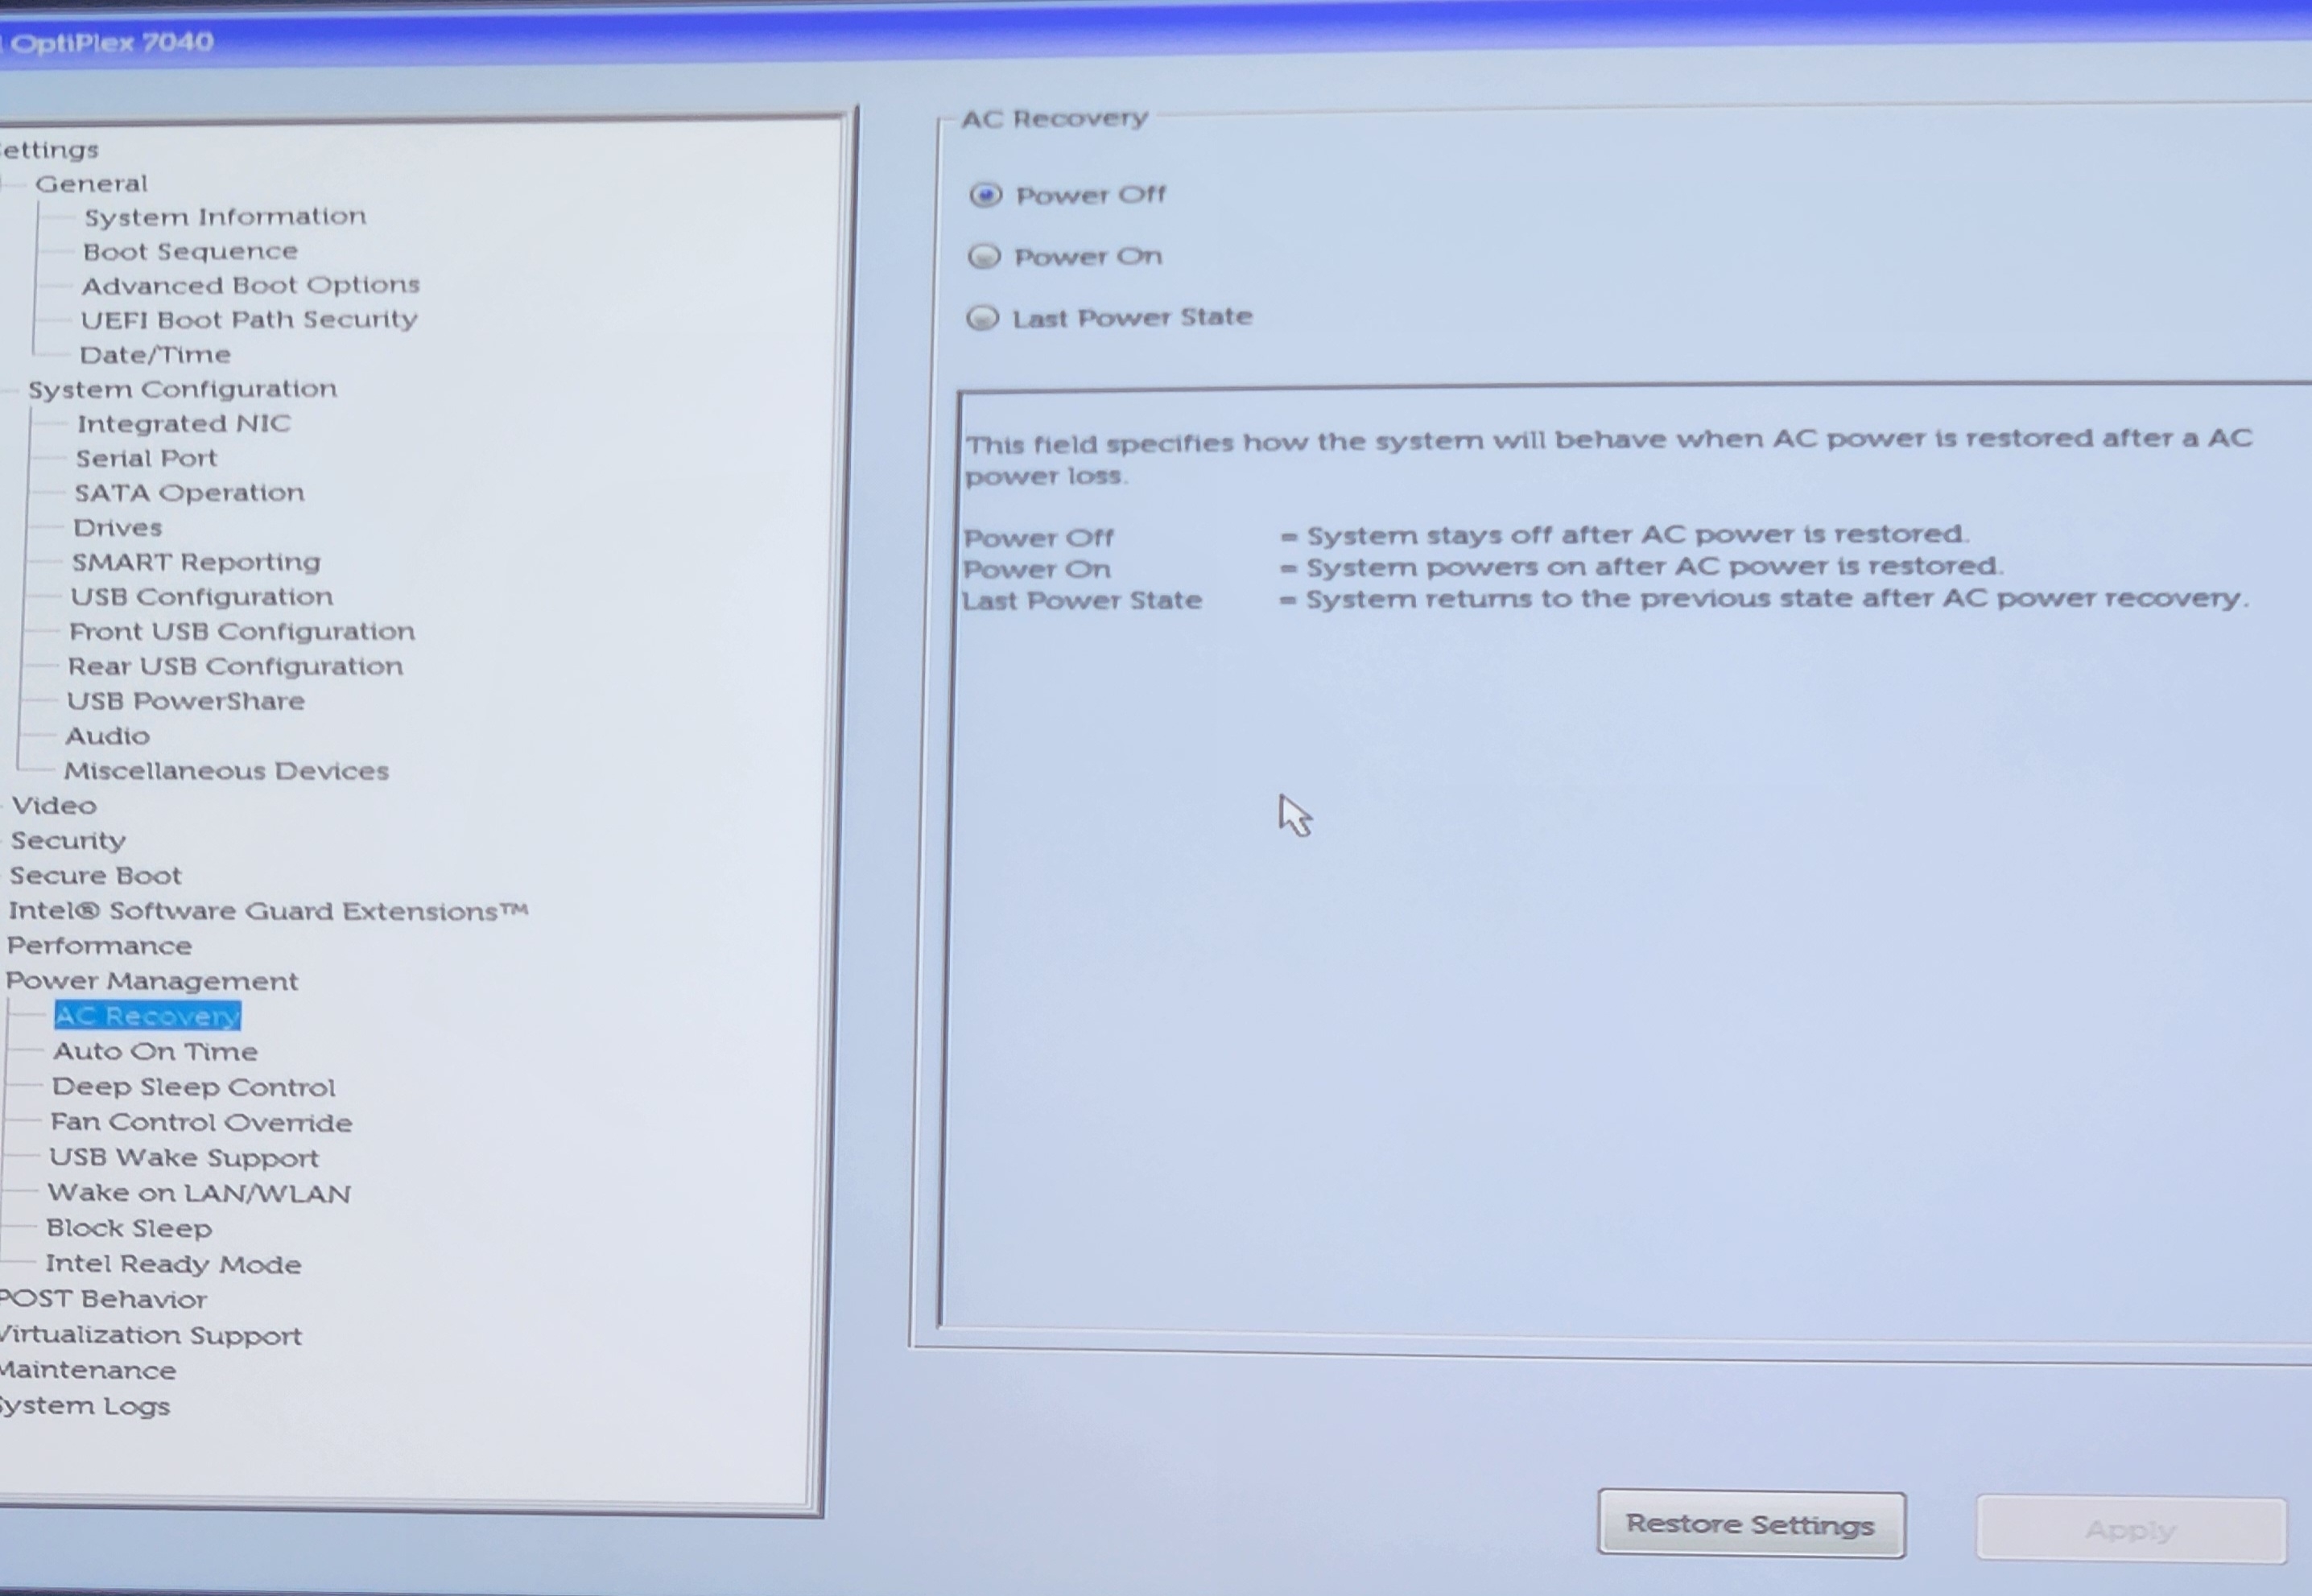 OptiPlex 7040
ettings
General
System Information
Boot Sequence
Advanced Boot Options
UEFI Boot Path Security
Date/Time
System Configuration
Integrated NIC
Serial Port
SATA Operation
Drives
SMART Reporting
USB Configuration
Front USB Configuration
Rear USB Configuration
USB PowerShare
Audio
Miscellaneous Devices
Video
Security
Secure Boot
Intel® Software Guard Extensions™
Performance
Power Management
AC Recovery
Auto On Time
Deep Sleep Control
Fan Control Override
USB Wake Support
Wake on LAN/WLAN
Block Sleep
Intel Ready Mode
POST Behavior
Virtualization Support
Maintenance
System Logs
AC Recovery
Power Off
Power On
Last Power State
This field specifies how the system will behave when AC power is restored after a AC
power loss.
Power Off = System stays off after AC power is restored.
Power On = System powers on after AC power is restored.
Last Power State = System returns to the previous state after AC power recovery.
Restore Settings
Apply